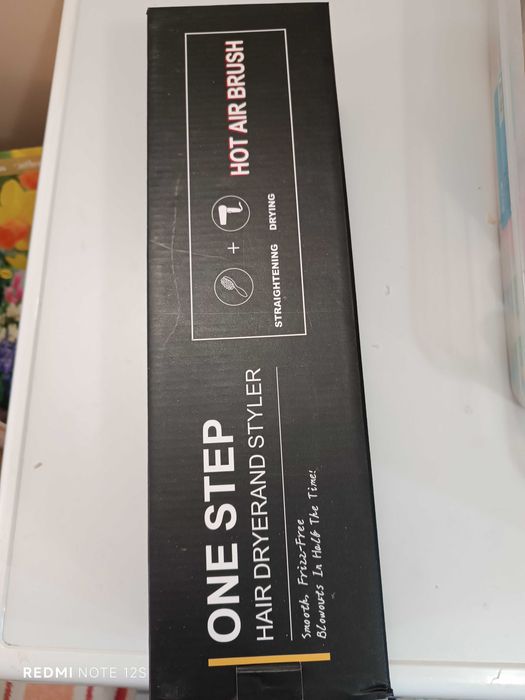 ONE STEP
HAIR DRYERAND STYLER
Smooth, Frizz-Free
Blowouts In Half The Time!
STRAIGHTENING DRYING
HOT AIR BRUSH
+
REDMI NOTE 12S